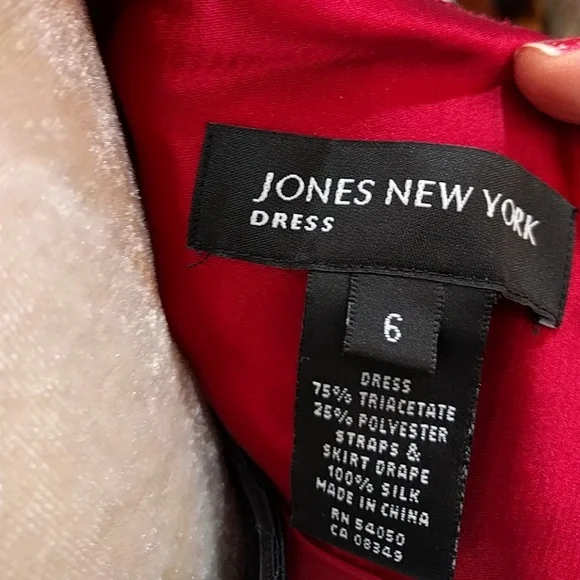 JONES NEW YORK
DRESS
6
DRESS
75% TRIACETATE
25% POLYESTER
STRAPS &
SKIRT DRAPE
100% SILK
MADE IN CHINA
RN 54050
CA 08349